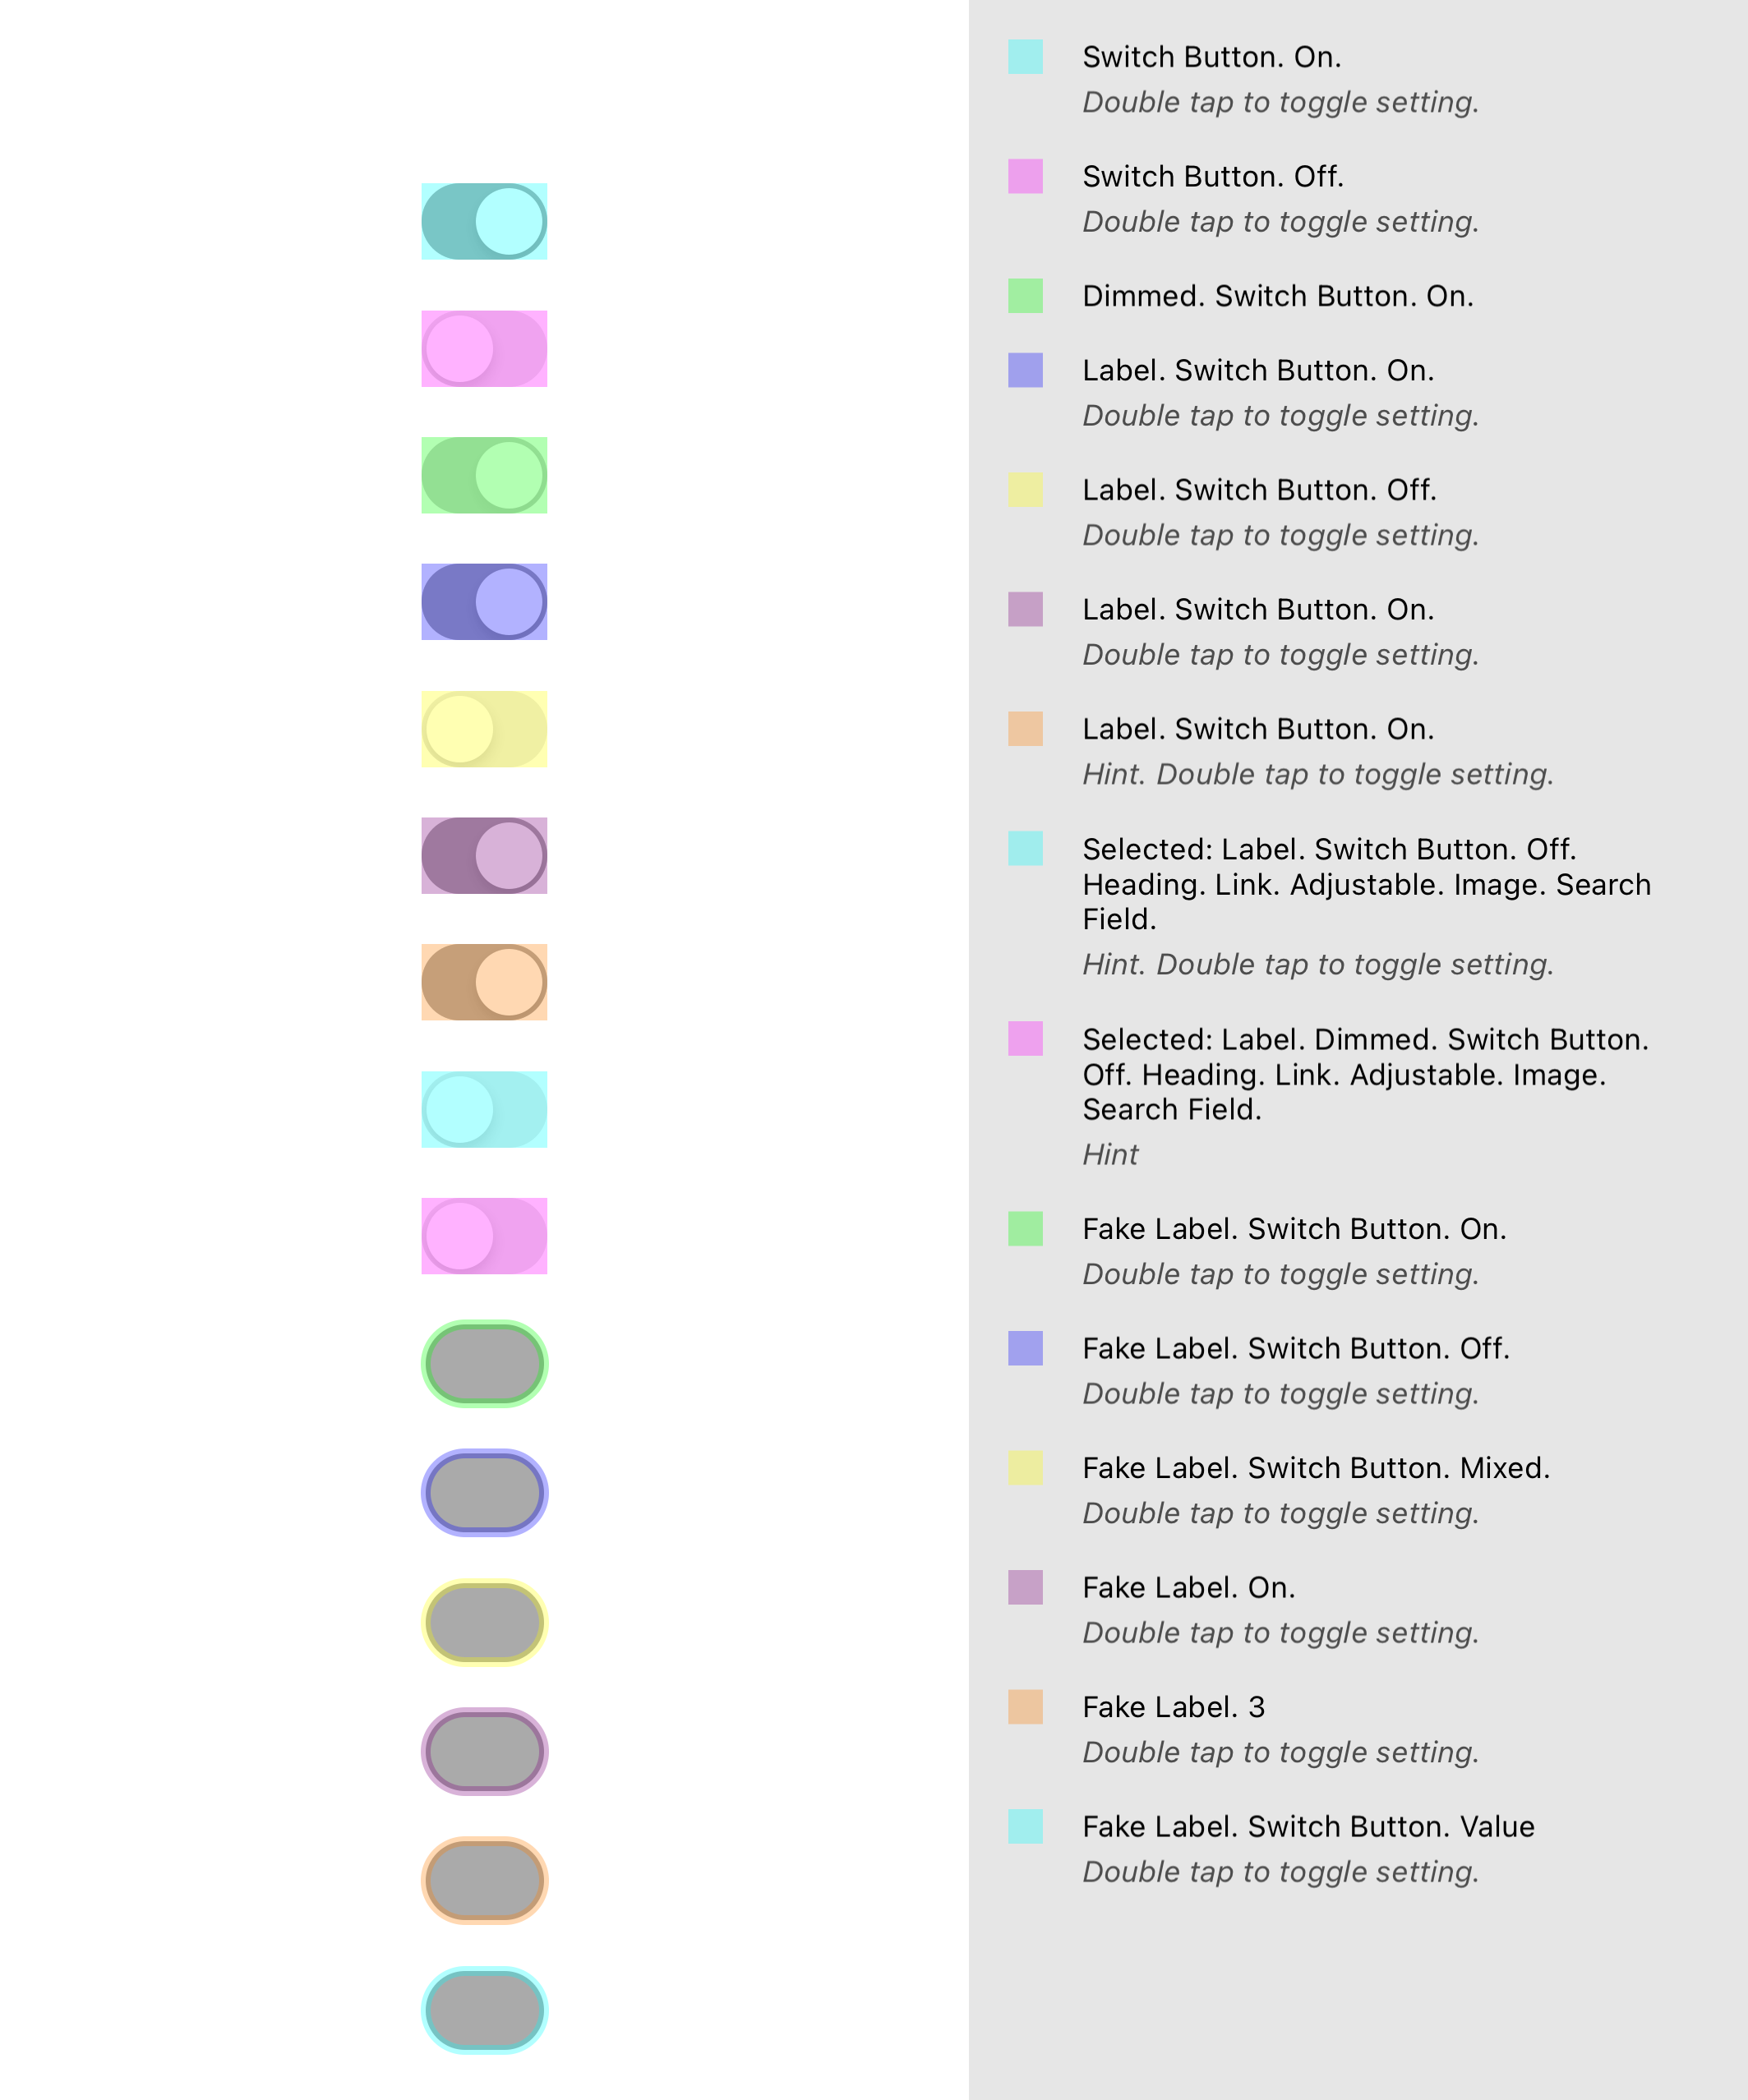 Switch Button. On.
Double tap to toggle setting.
Switch Button. Off.
Double tap to toggle setting.
Dimmed. Switch Button. On.
Label. Switch Button. On.
Double tap to toggle setting.
Label. Switch Button. Off.
Double tap to toggle setting.
Label. Switch Button. On.
Double tap to toggle setting.
Label. Switch Button. On.
Hint. Double tap to toggle setting.
Selected: Label. Switch Button. Off.
Heading. Link. Adjustable. Image. Search
Field.
Hint. Double tap to toggle setting.
Selected: Label. Dimmed. Switch Button.
Off. Heading. Link. Adjustable. Image.
Search Field.
Hint
Fake Label. Switch Button. On.
Double tap to toggle setting.
Fake Label. Switch Button. Off.
Double tap to toggle setting.
Fake Label. Switch Button. Mixed.
Double tap to toggle setting.
Fake Label. On.
Double tap to toggle setting.
Fake Label. 3
Double tap to toggle setting.
Fake Label. Switch Button. Value
Double tap to toggle setting.